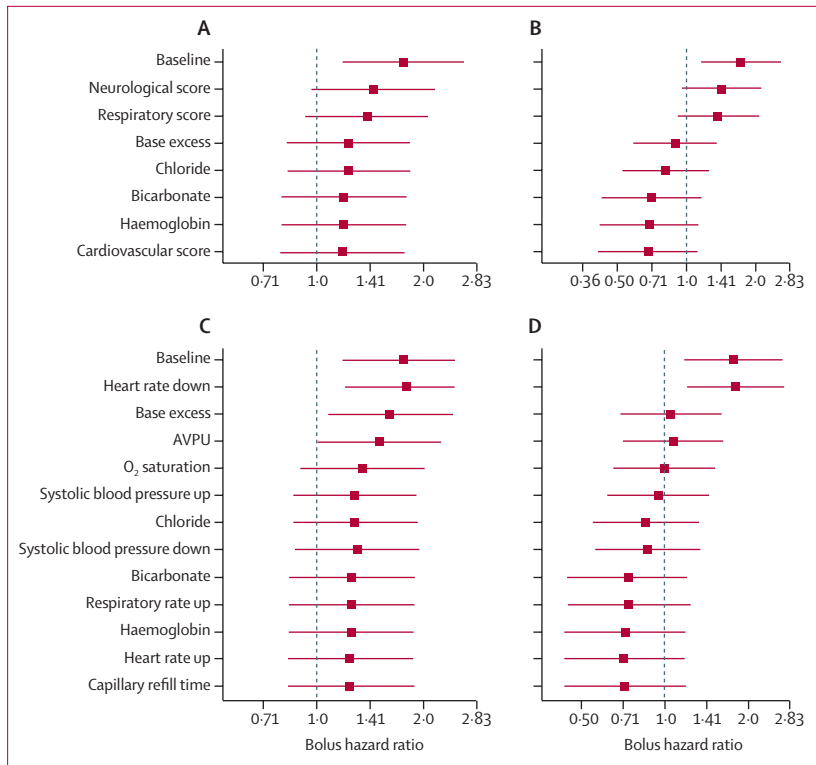 A
B
Baseline
Neurological score
Respiratory score
Base excess
Chloride
Bicarbonate
Haemoglobin
Cardiovascular score
0·71 1·0 1·41 2·0 2·83
0·36 0·50 0·71 1·0 1·41 2·0 2·83
C
D
Baseline
Heart rate down
Base excess
AVPU
O₂ saturation
Systolic blood pressure up
Chloride
Systolic blood pressure down
Bicarbonate
Respiratory rate up
Haemoglobin
Heart rate up
Capillary refill time
0·71 1·0 1·41 2·0 2·83
0·50 0·71 1·0 1·41 2·0 2·83
Bolus hazard ratio
Bolus hazard ratio